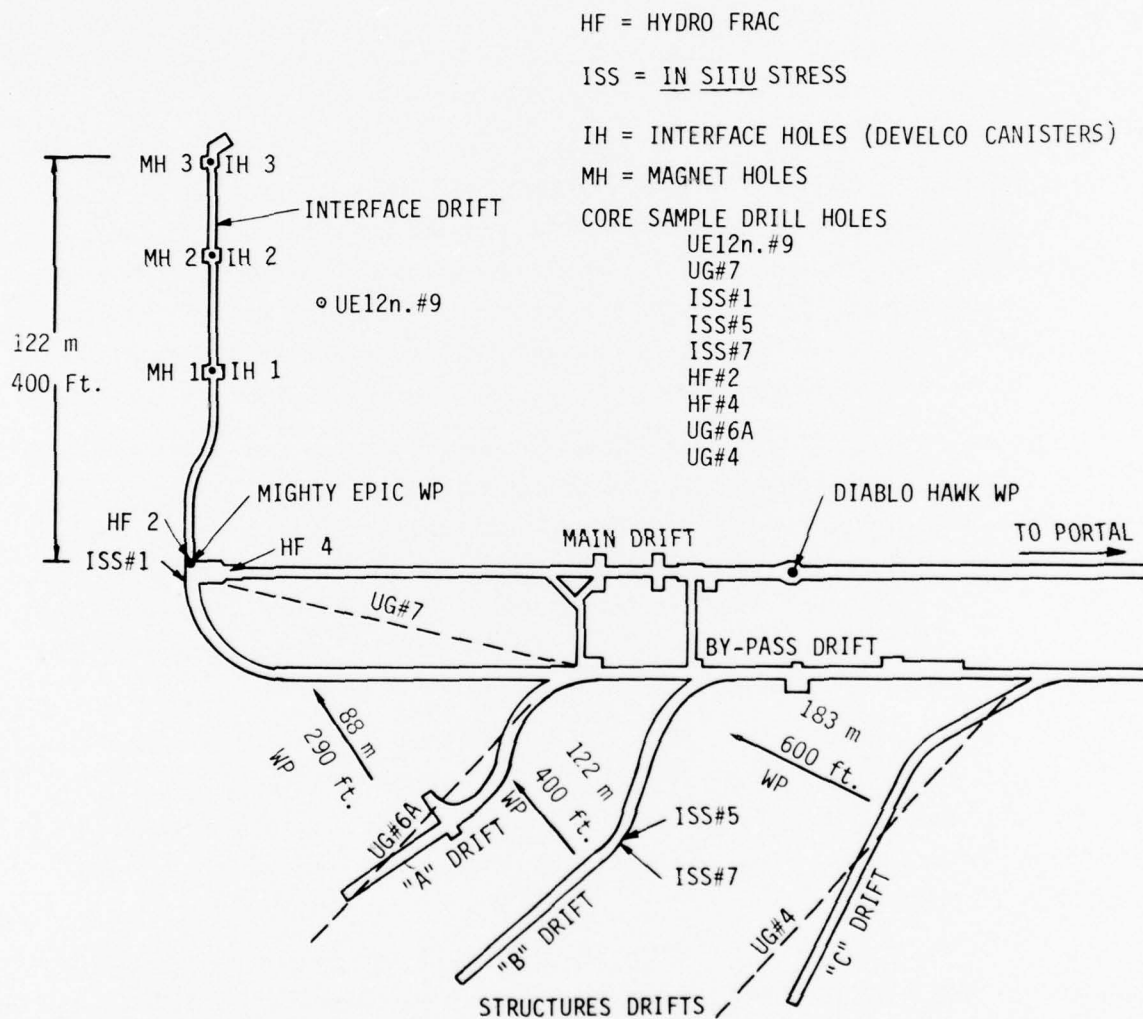 HF = HYDRO FRAC
ISS = IN SITU STRESS
IH = INTERFACE HOLES (DEVELCO CANISTERS)
MH = MAGNET HOLES
CORE SAMPLE DRILL HOLES
UE12n.#9
UG#7
ISS#1
ISS#5
ISS#7
HF#2
HF#4
UG#6A
UG#4
MH 3 IH 3
INTERFACE DRIFT
MH 2 IH 2
UE12n.#9
122 m
400 Ft.
MH 1 IH 1
MIGHTY EPIC WP
DIABLO HAWK WP
HF 2
HF 4
MAIN DRIFT
TO PORTAL
ISS#1
UG#7
BY-PASS DRIFT
88 m
290 ft.
WP
122 m
400 ft.
WP
183 m
600 ft.
WP
UG#6A
"A" DRIFT
ISS#5
ISS#7
"B" DRIFT
UG#4
"C" DRIFT
STRUCTURES DRIFTS